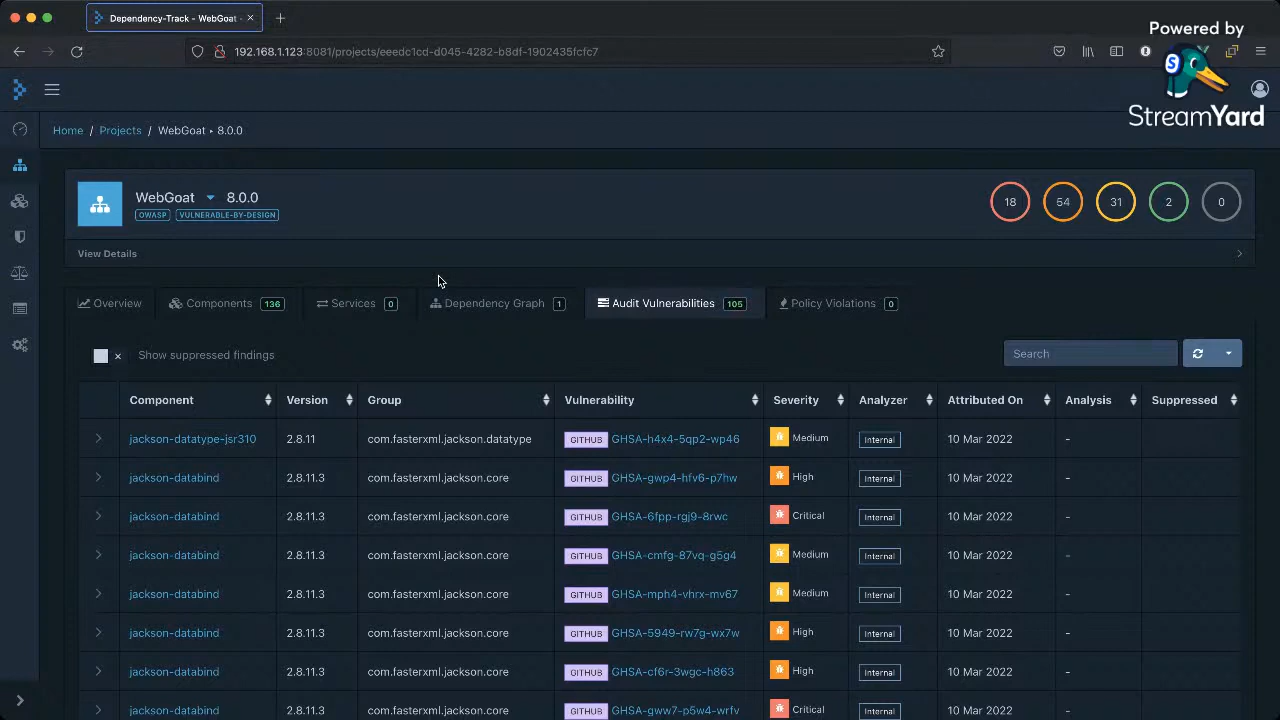 Dependency-Track - WebGoat -
Powered by
StreamYard
192.168.1.123:8081/projects/eeedc1cd-d045-4282-b8df-1902435fcfc7
Home / Projects / WebGoat • 8.0.0
WebGoat 8.0.0
OWASP VULNERABLE-BY-DESIGN
18 54 31 2 0
View Details
Overview Components 136 Services 0 Dependency Graph 1 Audit Vulnerabilities 105 Policy Violations 0
Show suppressed findings Search
Component Version Group Vulnerability Severity Analyzer Attributed On Analysis Suppressed
jackson-datatype-jsr310 2.8.11 com.fasterxml.jackson.datatype GITHUB GHSA-h4x4-5qp2-wp46 Medium Internal 10 Mar 2022 -
jackson-databind 2.8.11.3 com.fasterxml.jackson.core GITHUB GHSA-gwp4-hfv6-p7hw High Internal 10 Mar 2022 -
jackson-databind 2.8.11.3 com.fasterxml.jackson.core GITHUB GHSA-6fpp-rgj9-8rwc Critical Internal 10 Mar 2022 -
jackson-databind 2.8.11.3 com.fasterxml.jackson.core GITHUB GHSA-cmfg-87vq-g5g4 Medium Internal 10 Mar 2022 -
jackson-databind 2.8.11.3 com.fasterxml.jackson.core GITHUB GHSA-mph4-vhrx-mv67 Medium Internal 10 Mar 2022 -
jackson-databind 2.8.11.3 com.fasterxml.jackson.core GITHUB GHSA-5949-rw7g-wx7w High Internal 10 Mar 2022 -
jackson-databind 2.8.11.3 com.fasterxml.jackson.core GITHUB GHSA-cf6r-3wgc-h863 High Internal 10 Mar 2022 -
jackson-databind 2.8.11.3 com.fasterxml.jackson.core GITHUB GHSA-gww7-p5w4-wrfv Critical Internal 10 Mar 2022 -